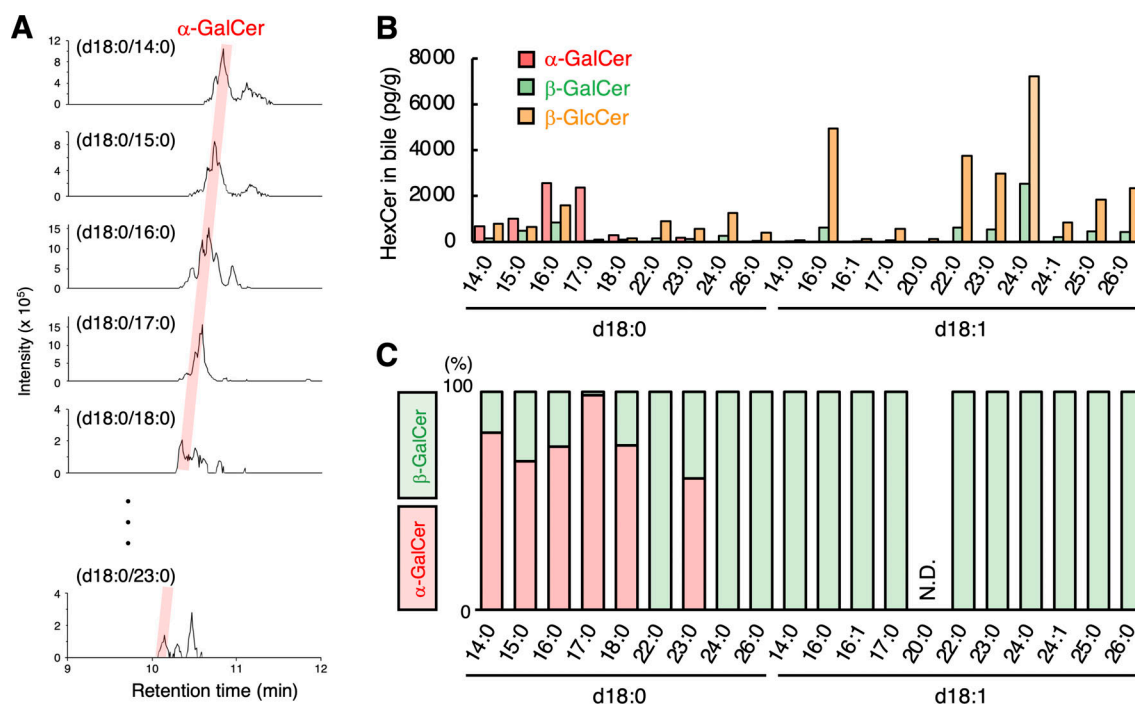 A
α-GalCer
(d18:0/14:0)
12
8
4
0
(d18:0/15:0)
8
4
0
(d18:0/16:0)
15
10
5
0
(d18:0/17:0)
15
10
5
0
(d18:0/18:0)
4
2
0
(d18:0/23:0)
4
2
0
9 10 11 12
Retention time (min)
Intensity (x 10⁵)
B
α-GalCer
β-GalCer
β-GlcCer
HexCer in bile (pg/g)
8000
6000
4000
2000
0
14:0 15:0 16:0 17:0 18:0 22:0 23:0 24:0 26:0 14:0 16:0 16:1 17:0 20:0 22:0 23:0 24:0 24:1 25:0 26:0
d18:0 d18:1
C
(%)
100
0
β-GalCer
α-GalCer
N.D.
14:0 15:0 16:0 17:0 18:0 22:0 23:0 24:0 26:0 14:0 16:0 16:1 17:0 20:0 22:0 23:0 24:0 24:1 25:0 26:0
d18:0 d18:1